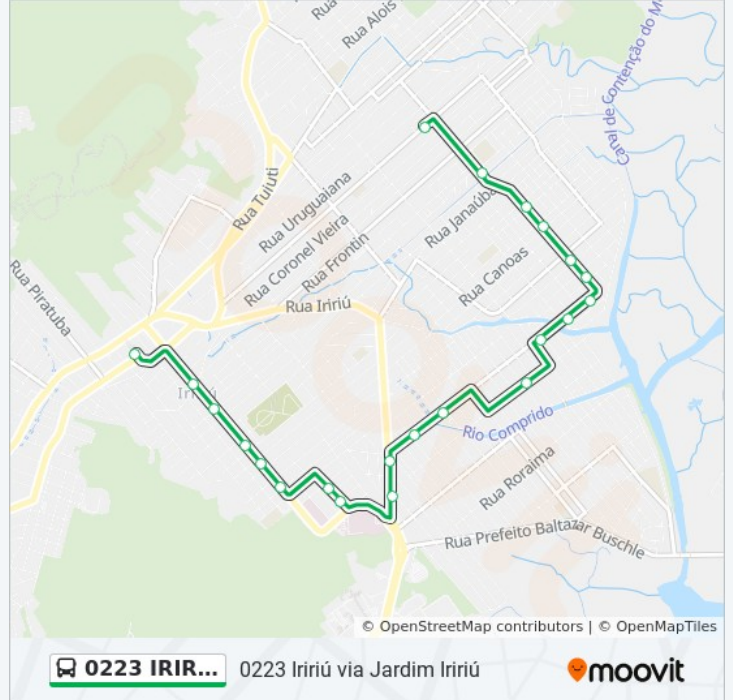 Rua
Rua Alois
Canal de Contenção do M
Rua Tuiuti
Rua Uruguaiana
Rua Coronel Vieira
Rua Frontin
Rua Janaúba
Rua Canoas
Rua Piratuba
Rua Iririú
Rio Comprido
Rua Roraima
Rua Prefeito Baltazar Buschle
© OpenStreetMap contributors | © OpenMapTiles
0223 IRIR...
0223 Iririú via Jardim Iririú
moovit